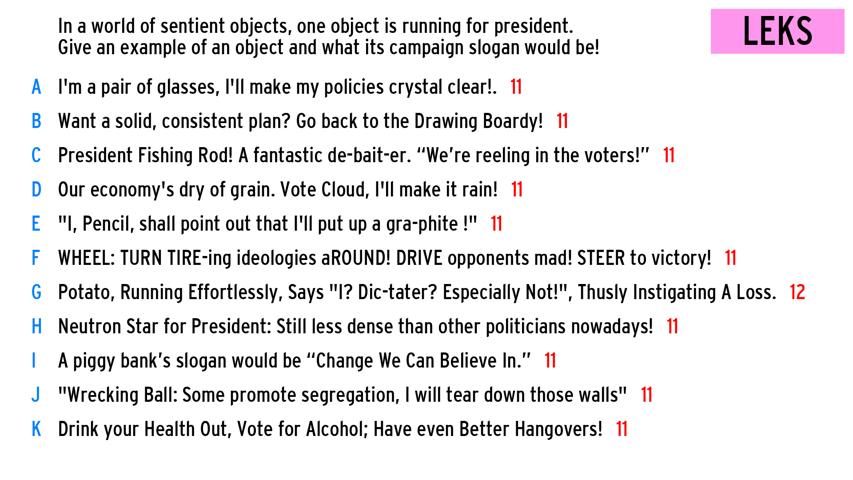 In a world of sentient objects, one object is running for president.
Give an example of an object and what its campaign slogan would be!
LEKS
A I'm a pair of glasses, I'll make my policies crystal clear!. 11
B Want a solid, consistent plan? Go back to the Drawing Boardy! 11
C President Fishing Rod! A fantastic de-bait-er. “We’re reeling in the voters!” 11
D Our economy's dry of grain. Vote Cloud, I'll make it rain! 11
E "I, Pencil, shall point out that I'll put up a gra-phite !" 11
F WHEEL: TURN TIRE-ing ideologies aROUND! DRIVE opponents mad! STEER to victory! 11
G Potato, Running Effortlessly, Says "I? Dic-tater? Especially Not!", Thusly Instigating A Loss. 12
H Neutron Star for President: Still less dense than other politicians nowadays! 11
I A piggy bank’s slogan would be “Change We Can Believe In.” 11
J "Wrecking Ball: Some promote segregation, I will tear down those walls" 11
K Drink your Health Out, Vote for Alcohol; Have even Better Hangovers! 11